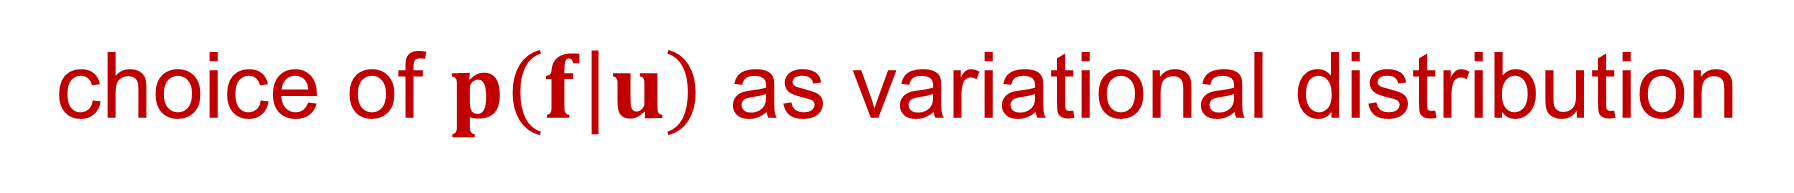 choice of p(f|u) as variational distribution